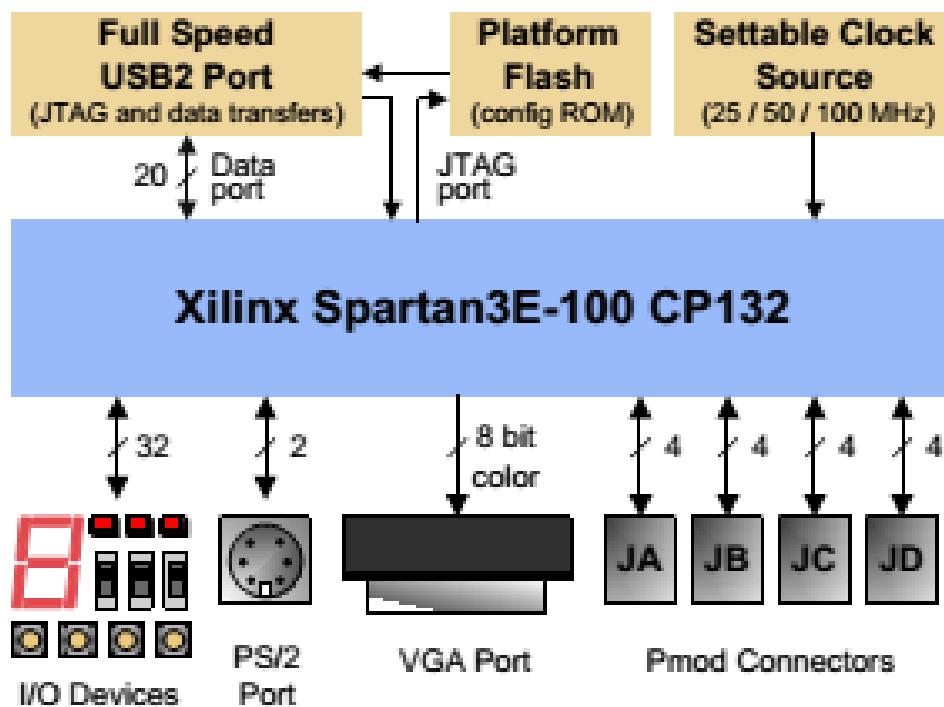 Full Speed
USB2 Port
(JTAG and data transfers)
Platform
Flash
(config ROM)
Settable Clock
Source
(25 / 50 / 100 MHz)
20
Data
port
JTAG
port
Xilinx Spartan3E-100 CP132
32
2
8 bit
color
4
4
4
4
JA
JB
JC
JD
PS/2
Port
VGA Port
Pmod Connectors
I/O Devices